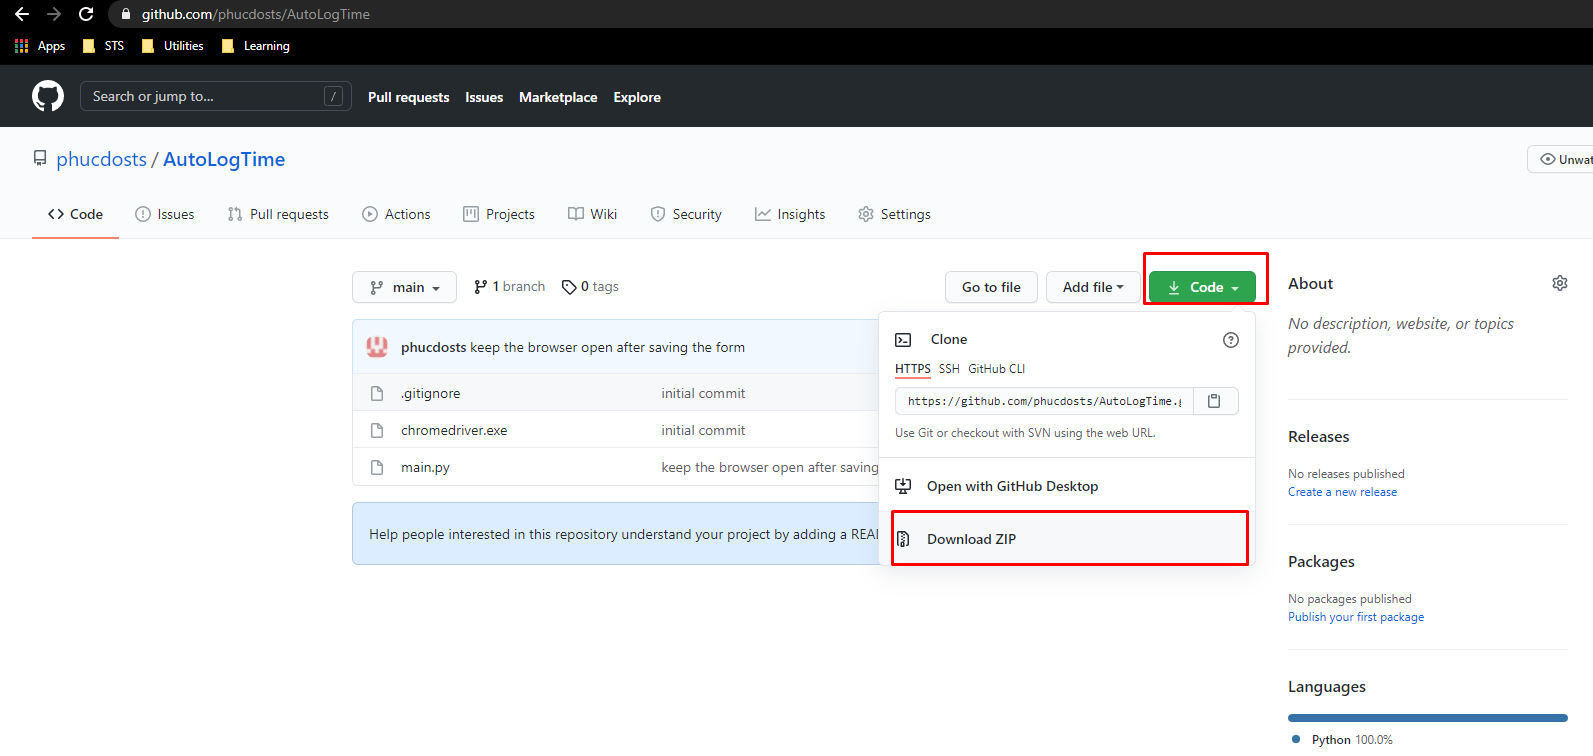 github.com/phucdosts/AutoLogTime
Apps STS Utilities Learning
Search or jump to... / Pull requests Issues Marketplace Explore
phucdosts / AutoLogTime
Unwat
Code Issues Pull requests Actions Projects Wiki Security Insights Settings
main 1 branch 0 tags Go to file Add file Code
phucdosts keep the browser open after saving the form
.gitignore initial commit
chromedriver.exe initial commit
main.py keep the browser open after saving
Help people interested in this repository understand your project by adding a REA
Clone
HTTPS SSH GitHub CLI
https://github.com/phucdosts/AutoLogTime.g
Use Git or checkout with SVN using the web URL.
Open with GitHub Desktop
Download ZIP
About
No description, website, or topics
provided.
Releases
No releases published
Create a new release
Packages
No packages published
Publish your first package
Languages
Python 100.0%